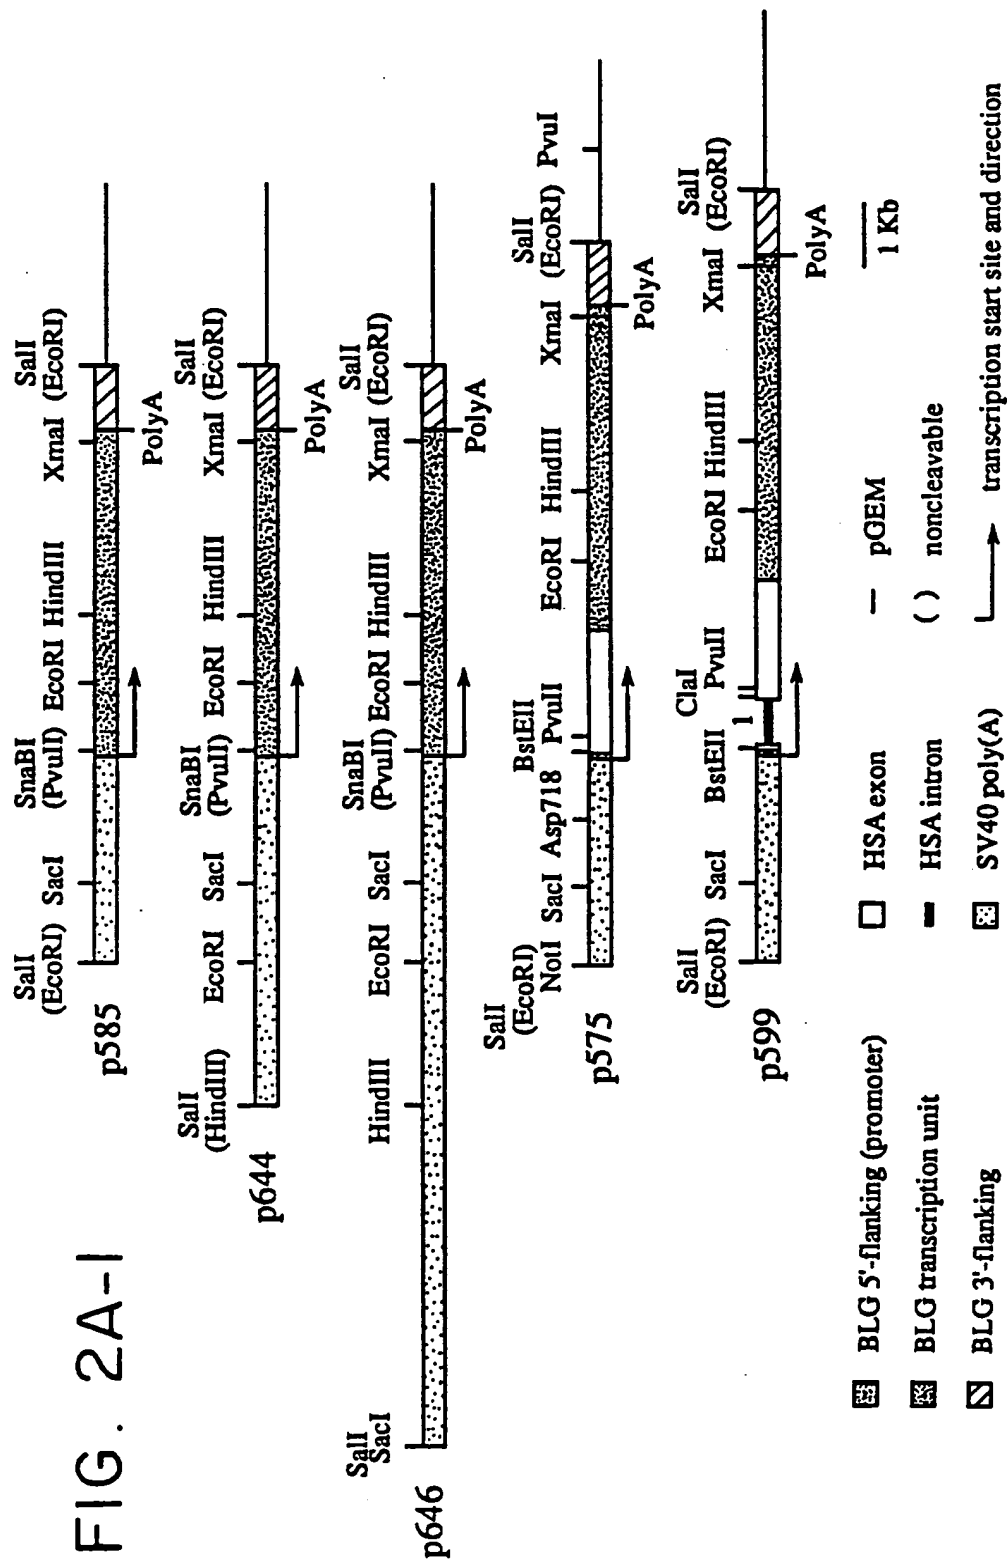 FIG. 2A-1
SalI SnaBI SalI
(EcoRI) SacI (PvuII) EcoRI HindIII XmaI (EcoRI)
p585
PolyA
SalI SnaBI SalI
(HindIII) EcoRI SacI (PvuII) EcoRI HindIII XmaI (EcoRI)
p644
PolyA
SalI SnaBI SalI
SacI HindIII EcoRI SacI (PvuII) EcoRI HindIII XmaI (EcoRI)
p646
PolyA
SalI
(EcoRI) BstEII SalI
NotI SacI Asp718 PvuII EcoRI HindIII XmaI (EcoRI) PvuI
p575
PolyA
SalI ClaI SalI
(EcoRI) SacI BstEII 1 PvuII EcoRI HindIII XmaI (EcoRI)
p599
PolyA
BLG 5'-flanking (promoter) HSA exon pGEM 1 Kb
BLG transcription unit HSA intron ( ) noncleavable
BLG 3'-flanking SV40 poly(A) transcription start site and direction